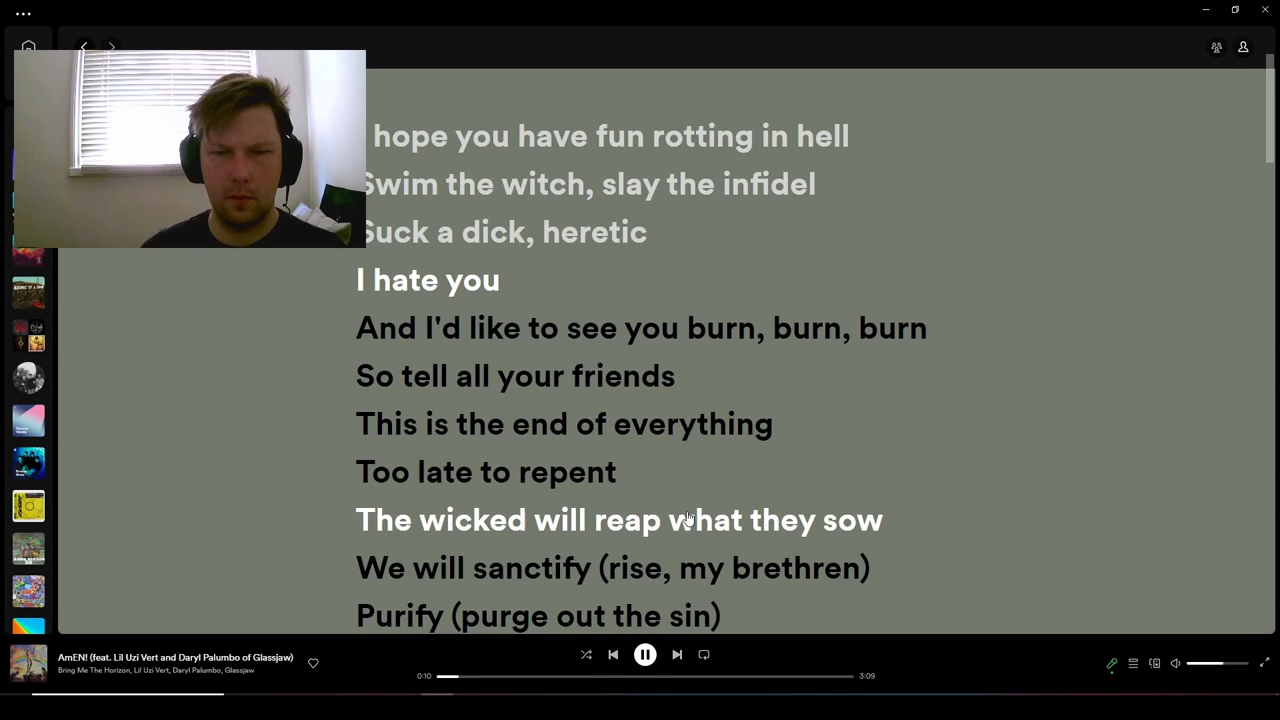 hope you have fun rotting in hell
Swim the witch, slay the infidel
Suck a dick, heretic
I hate you
And I'd like to see you burn, burn, burn
So tell all your friends
This is the end of everything
Too late to repent
The wicked will reap what they sow
We will sanctify (rise, my brethren)
Purify (purge out the sin)
AmEN! (feat. Lil Uzi Vert and Daryl Palumbo of Glassjaw)
Bring Me The Horizon, Lil Uzi Vert, Daryl Palumbo, Glassjaw
0:10
3:09